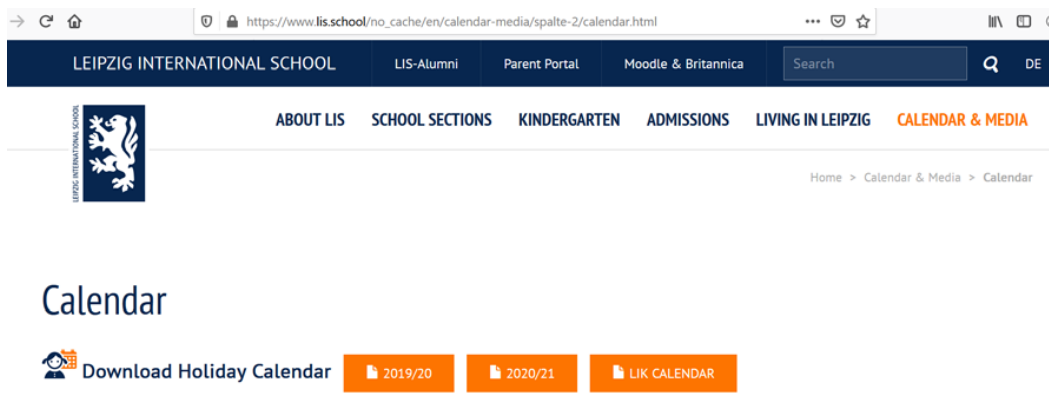 https://www.lis.school/no_cache/en/calendar-media/spalte-2/calendar.html
LEIPZIG INTERNATIONAL SCHOOL LIS-Alumni Parent Portal Moodle & Britannica Search DE
LEIPZIG INTERNATIONAL SCHOOL
ABOUT LIS SCHOOL SECTIONS KINDERGARTEN ADMISSIONS LIVING IN LEIPZIG CALENDAR & MEDIA
Home > Calendar & Media > Calendar
Calendar
Download Holiday Calendar 2019/20 2020/21 LIK CALENDAR